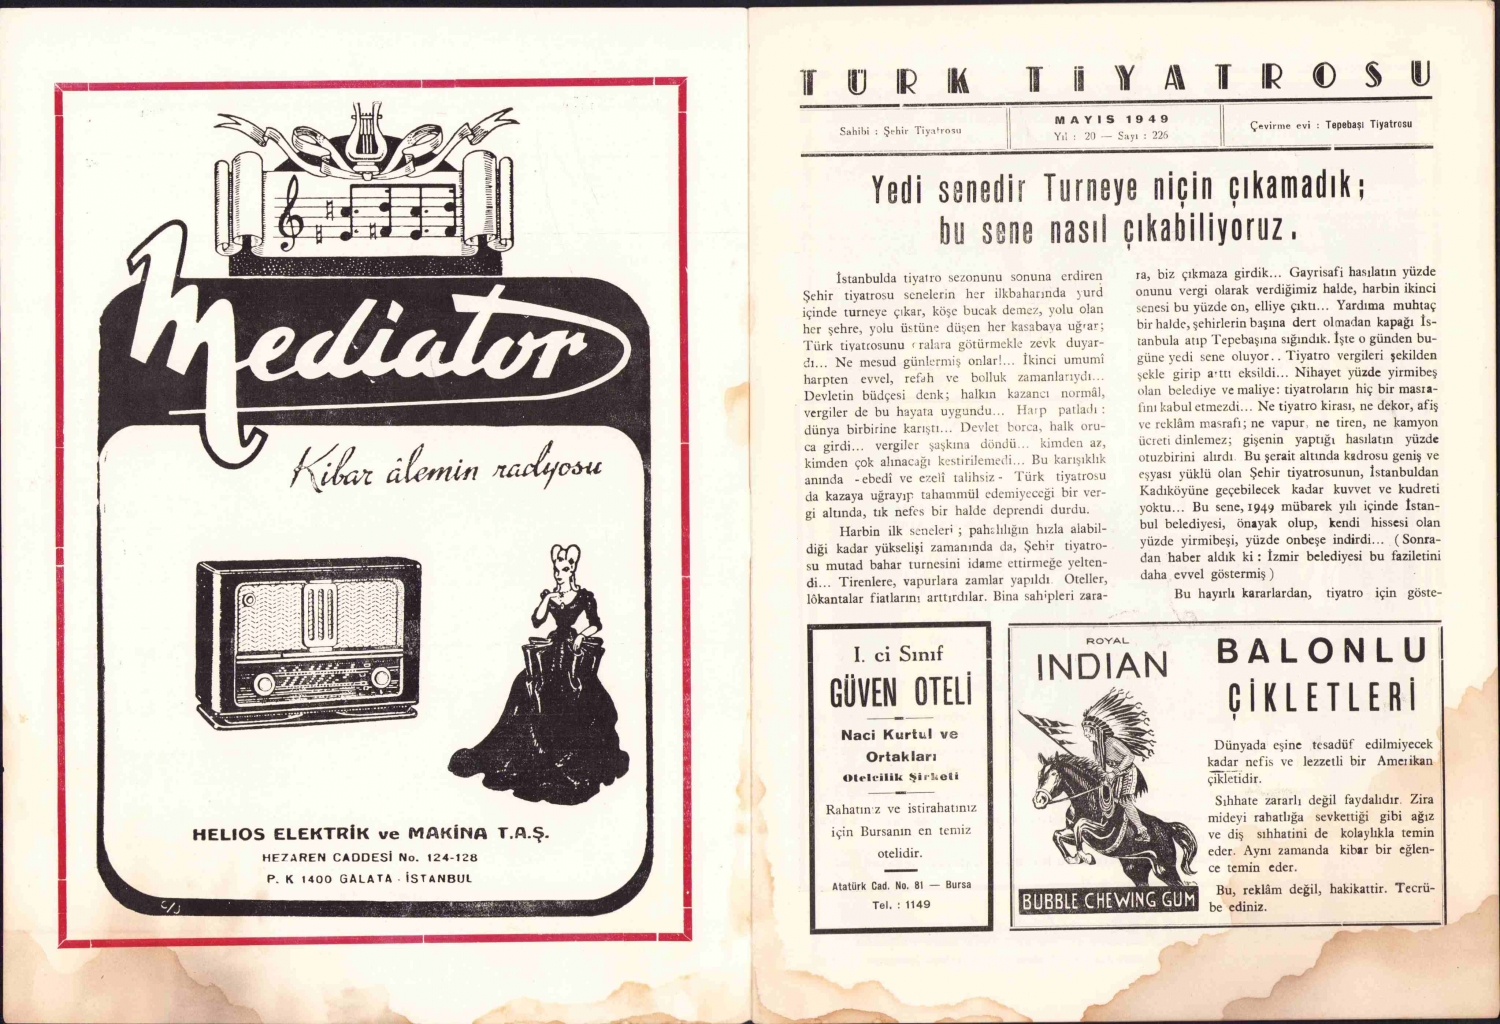 Mediator
Kibar âlemin radyosu
HELIOS ELEKTRİK ve MAKİNA T.A.Ş.
HEZAREN CADDESİ No. 124-128
P. K 1400 GALATA - İSTANBUL
TÜRK TİYATROSU
Sahibi : Şehir Tiyatrosu
MAYIS 1949
Yıl : 20 — Sayı : 226
Çevirme evi : Tepebaşı Tiyatrosu
Yedi senedir Turneye niçin çıkamadık;
bu sene nasıl çıkabiliyoruz.
İstanbulda tiyatro sezonunu sonuna erdiren
Şehir tiyatrosu senelerin her ilkbaharında yurd
içinde turneye çıkar, köşe bucak demez, yolu olan
her şehre, yolu üstüne düşen her kasabaya uğrar;
Türk tiyatrosunu oralara götürmekle zevk duyar-
dı... Ne mesud günlermiş onlar!... İkinci umumî
harpten evvel, refah ve bolluk zamanlarıydı...
Devletin büdçesi denk; halkın kazancı normâl,
vergiler de bu hayata uygundu... Harp patladı :
dünya birbirine karıştı... Devlet borca, halk oru-
ca girdi... vergiler şaşkına döndü... kimden az,
kimden çok alınacağı kestirilemedi... Bu karışıklık
anında - ebedî ve ezelî talihsiz - Türk tiyatrosu
da kazaya uğrayıp tahammül edemiyeceği bir ver-
gi altında, tık nefes bir halde deprendi durdu.
Harbin ilk seneleri ; pahalılığın hızla alabil-
diği kadar yükselişi zamanında da, Şehir tiyatro-
su mutad bahar turnesini idame ettirmeğe yelten-
di... Tirenlere, vapurlara zamlar yapıldı. Oteller,
lôkantalar fiatlarını arttırdılar. Bina sahipleri zara-
ra, biz çıkmaza girdik... Gayrisafi hasılatın yüzde
onunu vergi olarak verdiğimiz halde, harbin ikinci
senesi bu yüzde on, elliye çıktı... Yardıma muhtaç
bir halde, şehirlerin başına dert olmadan kapağı İs-
tanbula atıp Tepebaşına sığındık. İşte o günden bu-
güne yedi sene oluyor.. Tiyatro vergileri şekilden
şekle girip arttı eksildi... Nihayet yüzde yirmibeş
olan belediye ve maliye: tiyatroların hiç bir masra-
fını kabul etmezdi... Ne tiyatro kirası, ne dekor, afiş
ve reklâm masrafı; ne vapur, ne tiren, ne kamyon
ücreti dinlemez; gişenin yaptığı hasılatın yüzde
otuzbirini alırdı. Bu şerait altında kadrosu geniş ve
eşyası yüklü olan Şehir tiyatrosunun, İstanbuldan
Kadıköyüne geçebilecek kadar kuvvet ve kudreti
yoktu... Bu sene, 1949 mübarek yılı içinde İstan-
bul belediyesi, önayak olup, kendi hissesi olan
yüzde yirmibeşi, yüzde onbeşe indirdi... ( Sonra-
dan haber aldık ki : İzmir belediyesi bu faziletini
daha evvel göstermiş )
Bu hayırlı kararlardan, tiyatro için göste-
I. ci Sınıf
GÜVEN OTELİ
Naci Kurtul ve
Ortakları
Otelcilik Şirketi
Rahatınız ve istirahatınız
için Bursanın en temiz
otelidir.
Atatürk Cad. No. 81 — Bursa
Tel. : 1149
ROYAL
INDIAN
BUBBLE CHEWING GUM
BALONLU
ÇİKLETLERİ
Dünyada eşine tesadüf edilmiyecek
kadar nefis ve lezzetli bir Amerikan
çikletidir.
Sıhhate zararlı değil faydalıdır. Zira
mideyi rahatlığa sevkettiği gibi ağız
ve diş sıhhatini de kolaylıkla temin
eder. Aynı zamanda kibar bir eğlen-
ce temin eder.
Bu, reklâm değil, hakikattir. Tecrü-
be ediniz.